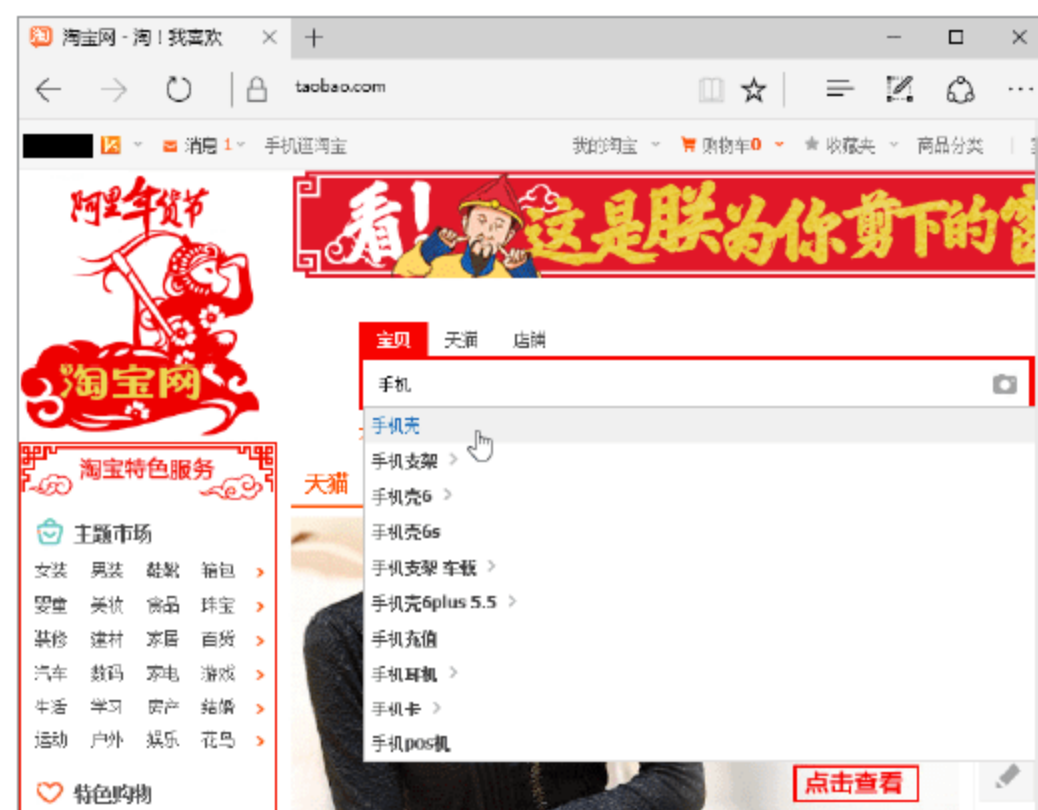 淘宝网 - 淘！我喜欢
taobao.com
消息 1 手机逛淘宝 我的淘宝 购物车0 收藏夹 商品分类
阿里年货节
看！这是朕为你剪下的窗
淘宝网
宝贝 天猫 店铺
手机
手机壳
手机支架
手机壳6
手机壳6s
手机支架 车载
手机壳6plus 5.5
手机充值
手机耳机
手机卡
手机pos机
淘宝特色服务
天猫
主题市场
女装 男装 鞋靴 箱包
婴童 美妆 食品 珠宝
装修 建材 家居 百货
汽车 数码 家电 游戏
生活 学习 房产 结婚
运动 户外 娱乐 花鸟
特色购物
点击查看